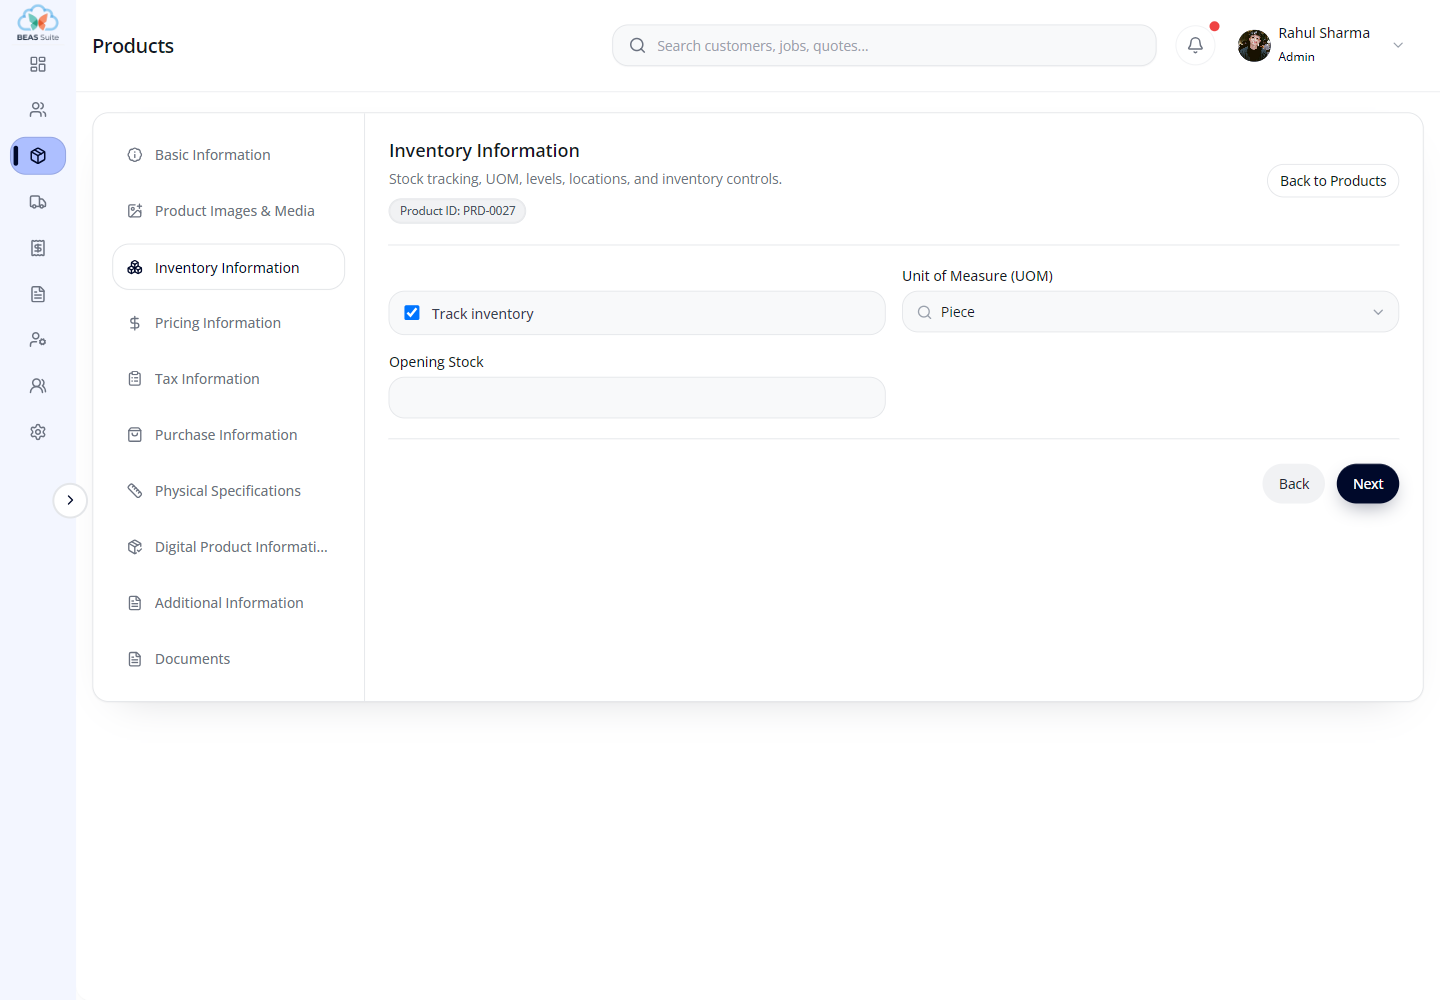 BEAS Suite
Products
Search customers, jobs, quotes...
Rahul Sharma
Admin
Basic Information
Product Images & Media
Inventory Information
Pricing Information
Tax Information
Purchase Information
Physical Specifications
Digital Product Informati...
Additional Information
Documents
Inventory Information
Stock tracking, UOM, levels, locations, and inventory controls.
Product ID: PRD-0027
Back to Products
Track inventory
Unit of Measure (UOM)
Piece
Opening Stock
Back
Next